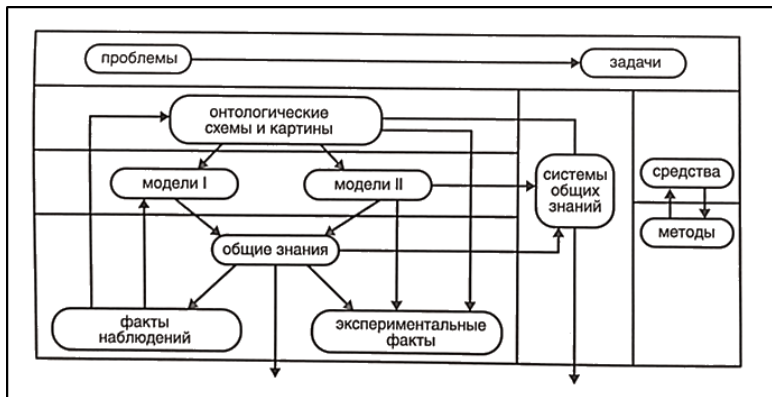 проблемы
задачи
онтологические
схемы и картины
модели I
модели II
системы
общих
знаний
средства
методы
общие знания
факты
наблюдений
экспериментальные
факты